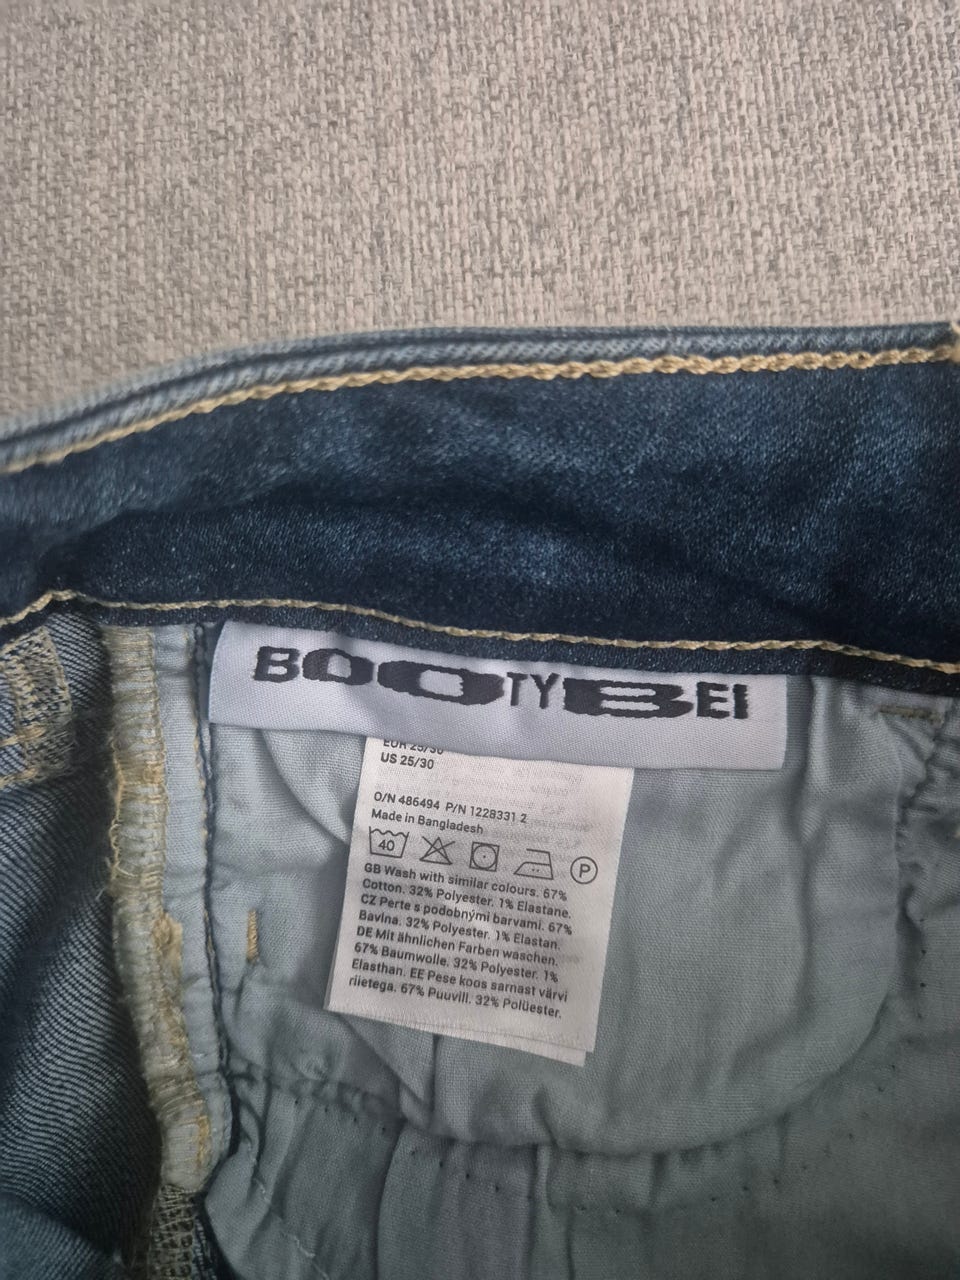 BOOTYBEI
EUR 25/30
US 25/30
O/N 486494 P/N 1228331 2
Made in Bangladesh
40 P
GB Wash with similar colours. 67%
Cotton. 32% Polyester. 1% Elastane.
CZ Perte s podobnými barvami. 67%
Bavlna. 32% Polyester. 1% Elastan.
DE Mit ähnlichen Farben waschen.
67% Baumwolle. 32% Polyester. 1%
Elasthan. EE Pese koos sarnast värvi
riietega. 67% Puuvill. 32% Polüester.